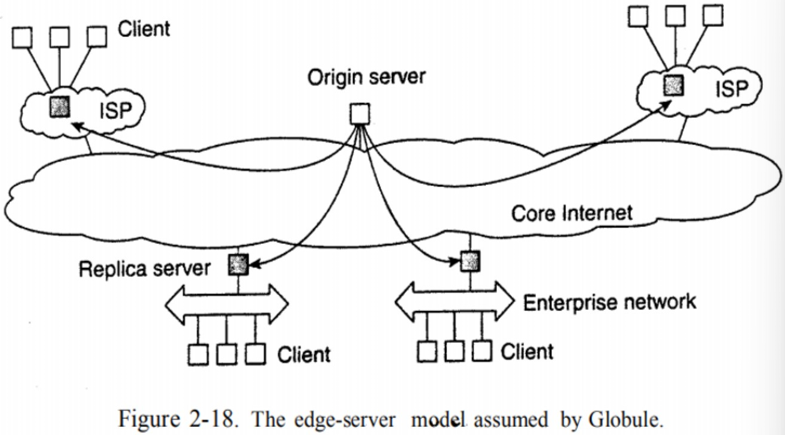 Client
Origin server
ISP
ISP
Core Internet
Replica server
Enterprise network
Client
Client
Figure 2-18. The edge-server model assumed by Globule.